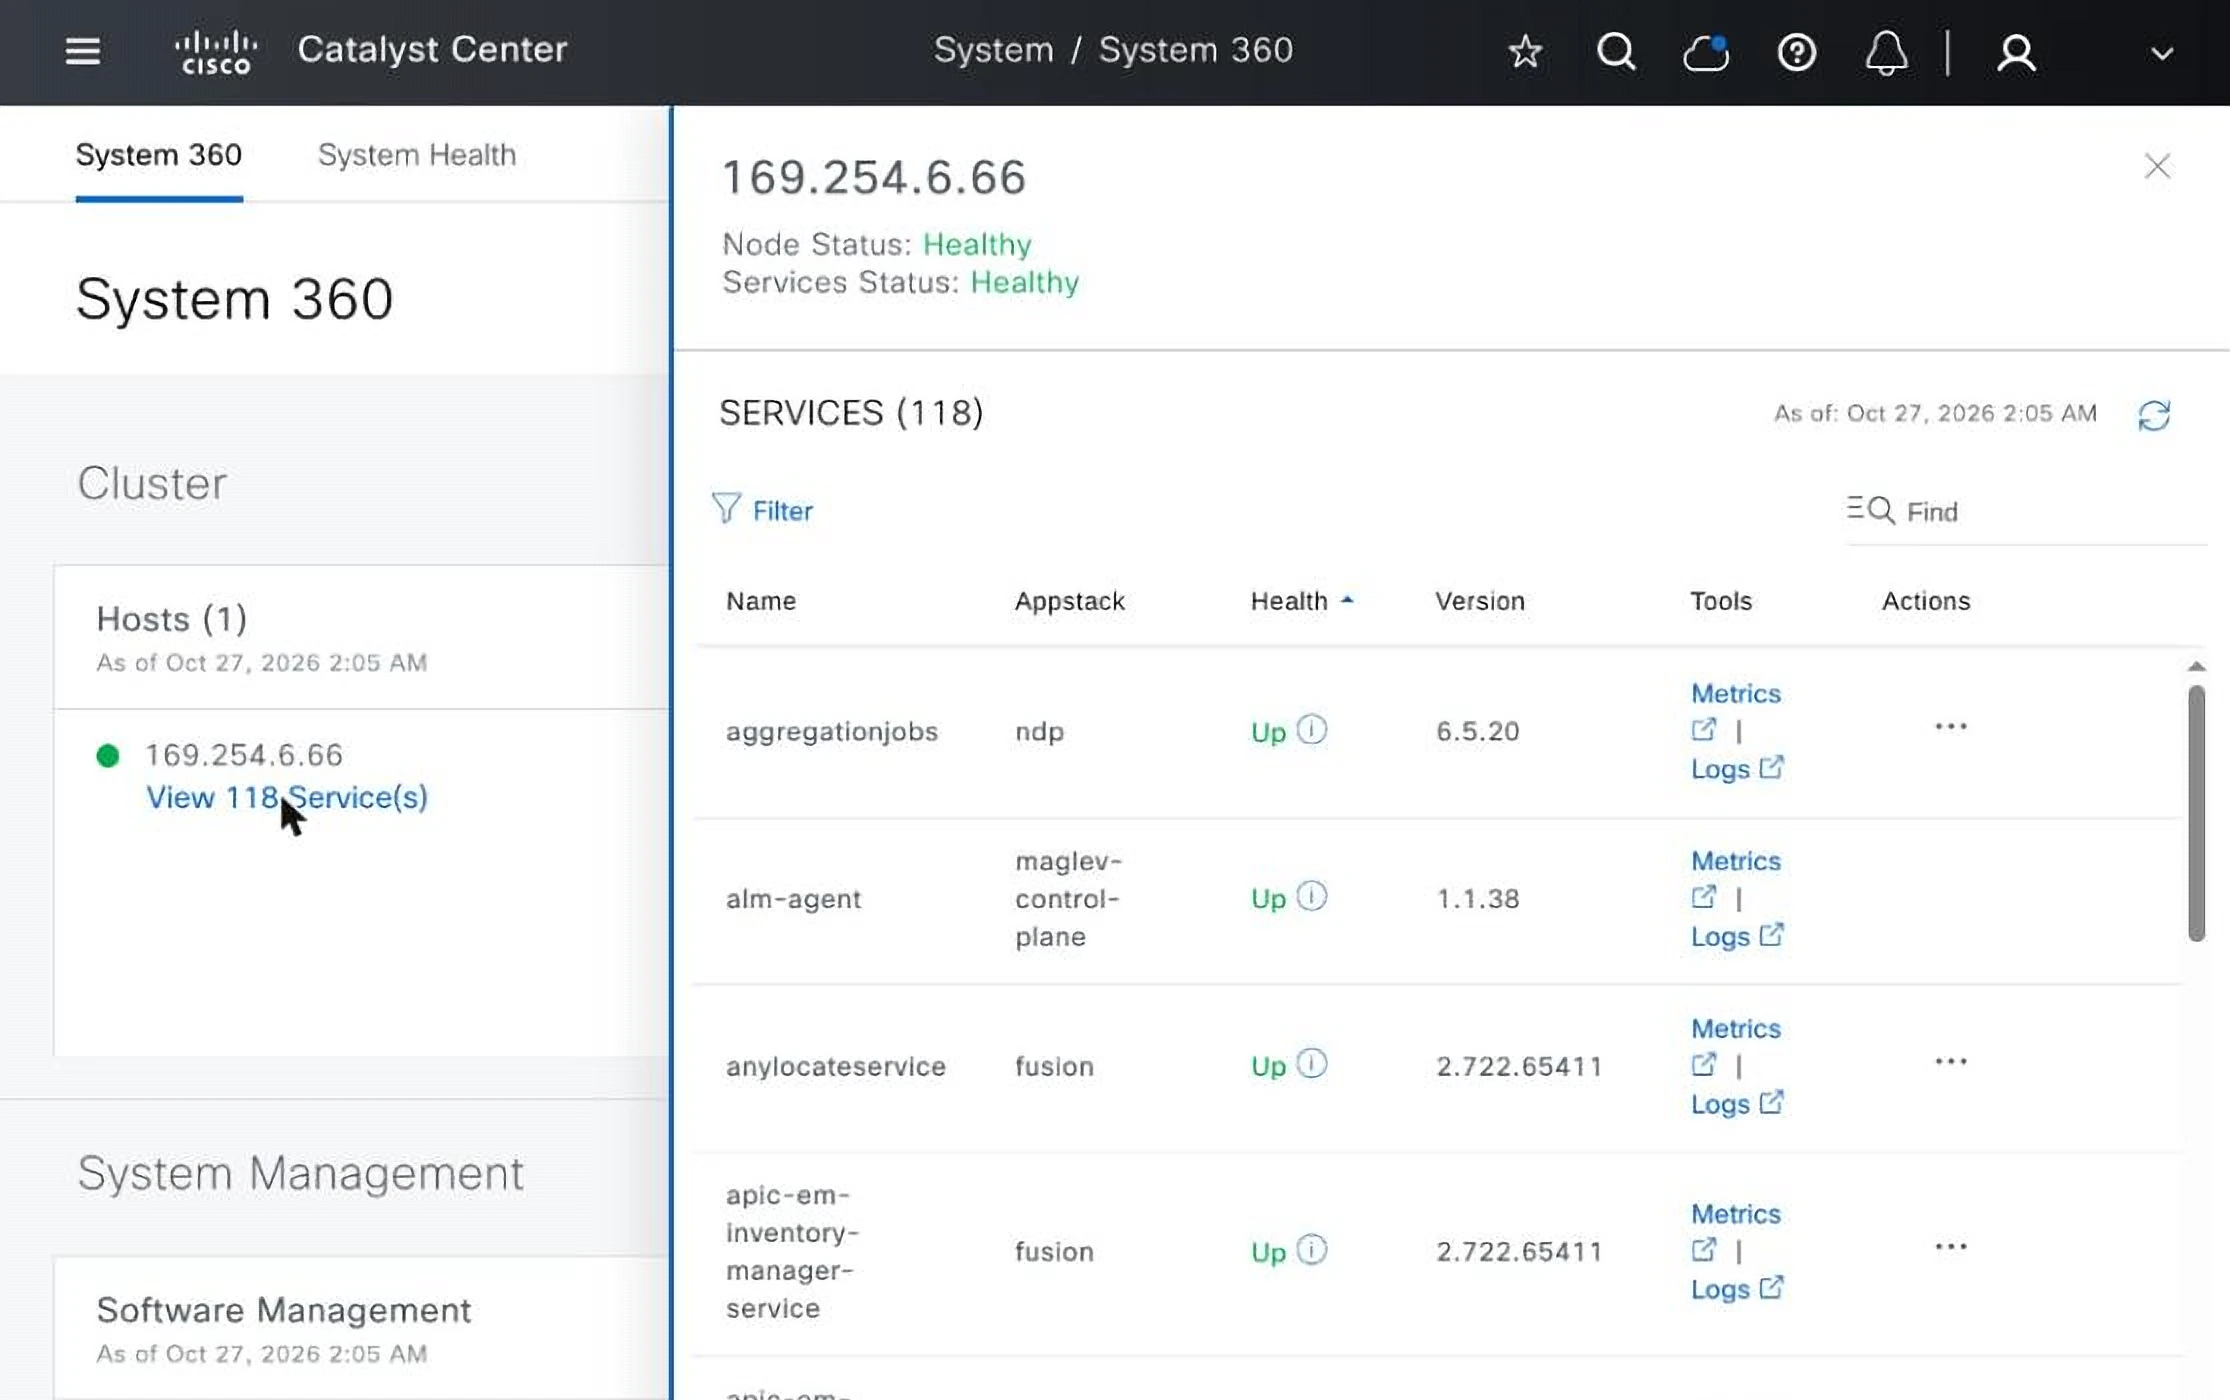 CISCO
Catalyst Center
System / System 360
System 360
System Health
System 360
Cluster
Hosts (1)
As of Oct 27, 2026 2:05 AM
169.254.6.66
View 118 Service(s)
System Management
Software Management
As of Oct 27, 2026 2:05 AM
169.254.6.66
Node Status: Healthy
Services Status: Healthy
SERVICES (118)
As of: Oct 27, 2026 2:05 AM
Filter
Find
Name Appstack Health Version Tools Actions
aggregationjobs ndp Up 6.5.20
Metrics
|
Logs
...
alm-agent
maglev-
control-
plane
Up 1.1.38
Metrics
|
Logs
anylocateservice fusion Up 2.722.65411
Metrics
|
Logs
...
apic-em-
inventory-
manager-
service
fusion Up 2.722.65411
Metrics
|
Logs
...
apic-em-